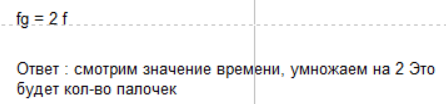 fg = 2 f
Ответ : смотрим значение времени, умножаем на 2 Это
будет кол-во палочек